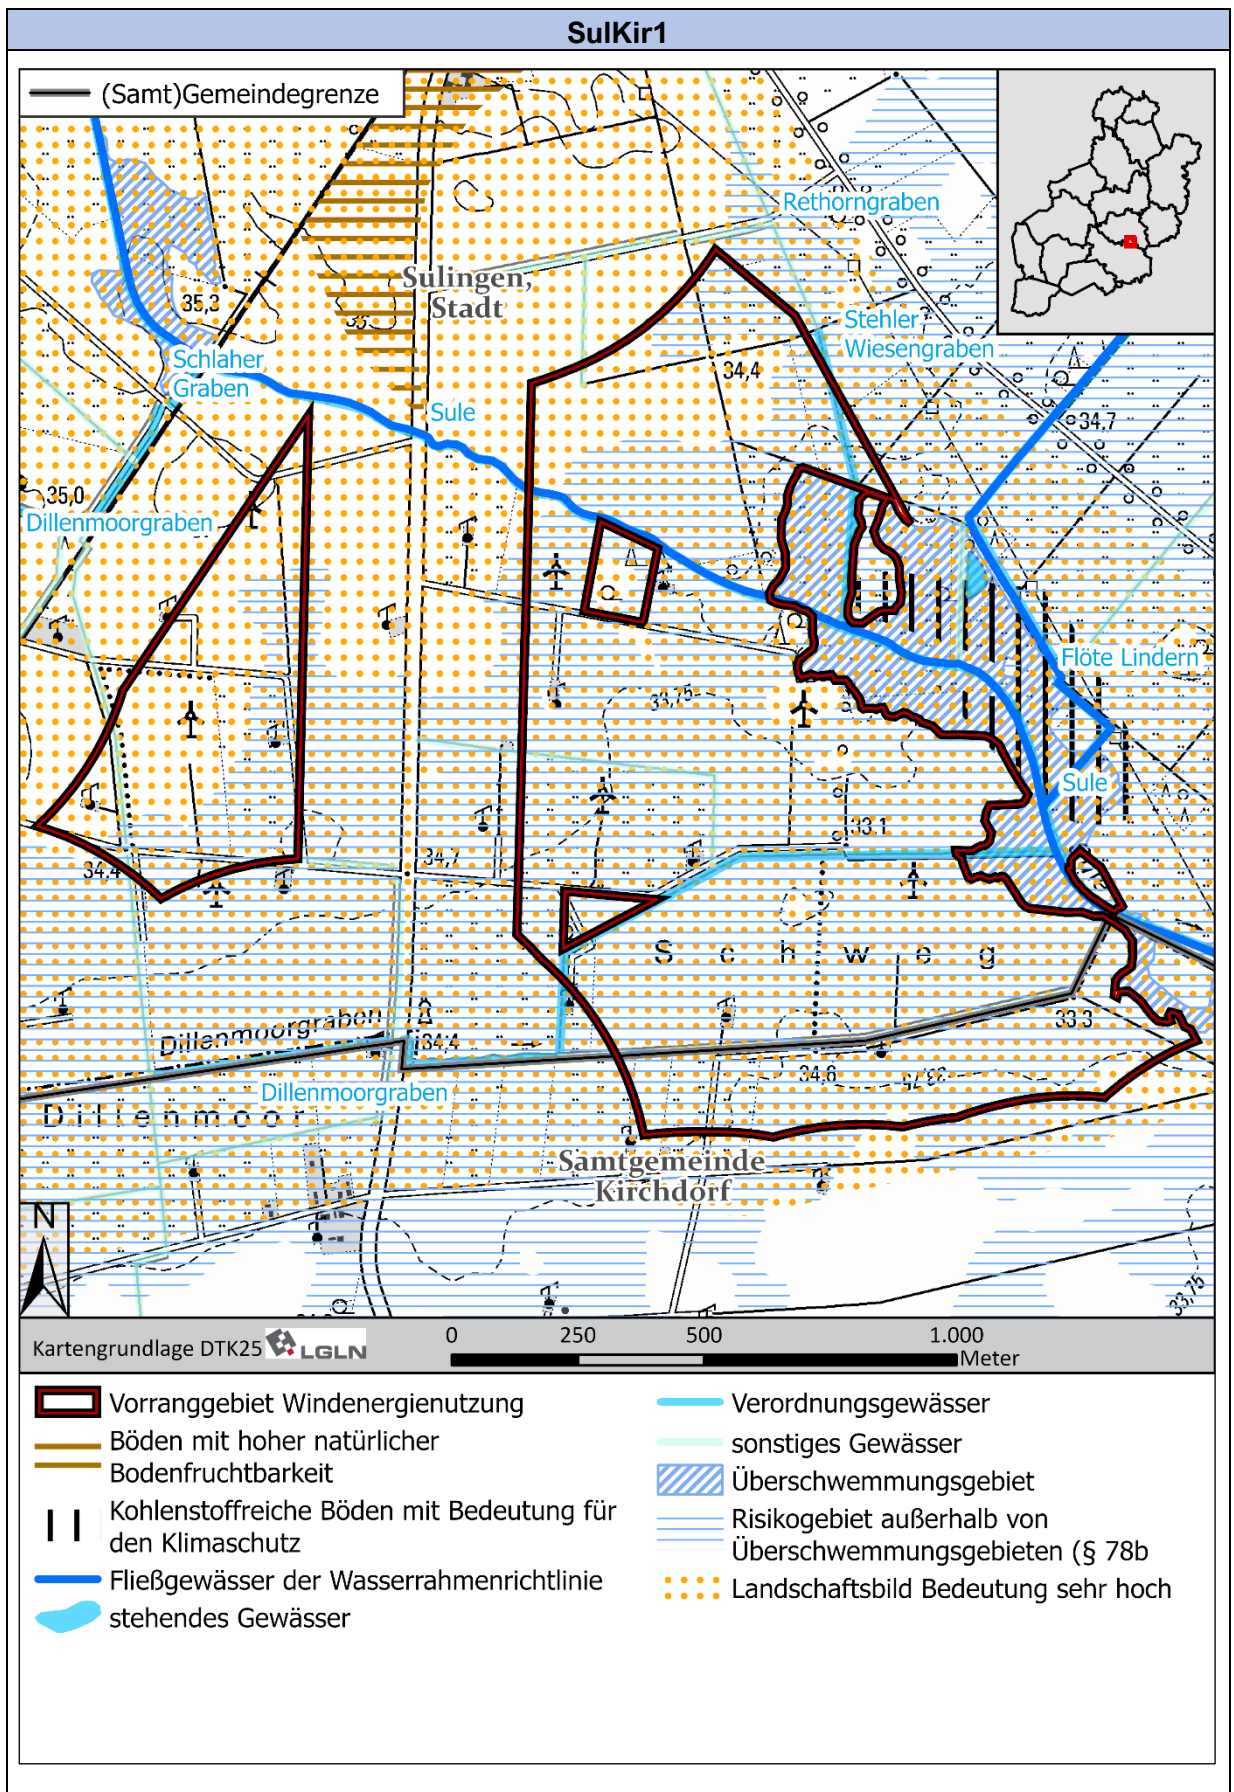 SulKir1
(Samt)Gemeindegrenze
Rethorngraben
Sulingen,
Stadt
35,3
Stehler
Wiesengraben
Schlaher
Graben
34,4
Sule
34,7
35,0
Dillenmoorgraben
Flöte Lindern
33,75
Sule
33,1
34,7
34,4
Schweg
Dillenmoorgraben
34,4
33,3
34,6
33,75
Dillenmoorgraben
Dillenmoor
Samtgemeinde
Kirchdorf
N
33,75
Kartengrundlage DTK25 LGLN
0 250 500 1.000
Meter
Vorranggebiet Windenergienutzung
Böden mit hoher natürlicher
Bodenfruchtbarkeit
Kohlenstoffreiche Böden mit Bedeutung für
den Klimaschutz
Fließgewässer der Wasserrahmenrichtlinie
stehendes Gewässer
Verordnungsgewässer
sonstiges Gewässer
Überschwemmungsgebiet
Risikogebiet außerhalb von
Überschwemmungsgebieten (§ 78b
Landschaftsbild Bedeutung sehr hoch